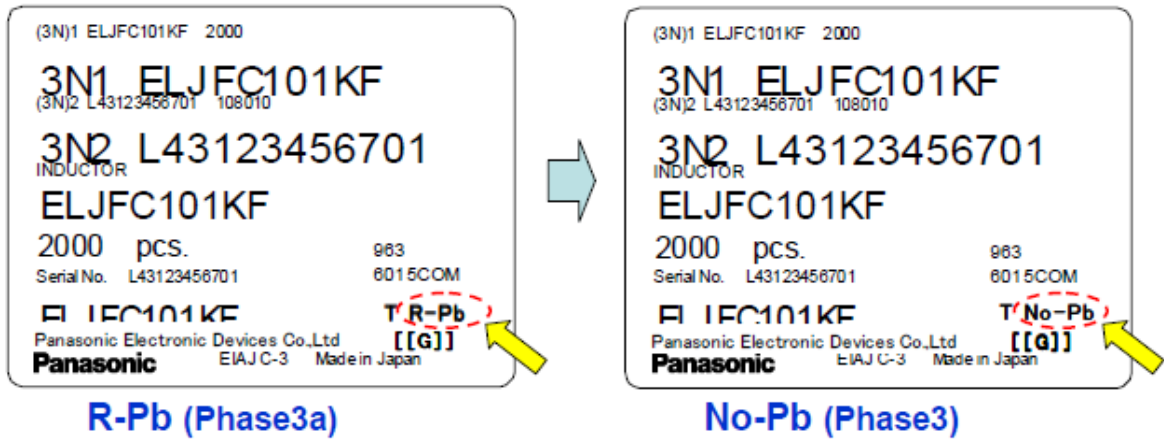 (3N)1 ELJFC101KF 2000
3N1 ELJFC101KF
(3N)2 L43123456701 108010
3N2 L43123456701
INDUCTOR
ELJFC101KF
2000 pcs. 963
Serial No. L43123456701 6015COM
ELJFC101KF T R-Pb
Panasonic Electronic Devices Co.,Ltd [[G]]
Panasonic EIAJ C-3 Made in Japan
R-Pb (Phase3a)
(3N)1 ELJFC101KF 2000
3N1 ELJFC101KF
(3N)2 L43123456701 108010
3N2 L43123456701
INDUCTOR
ELJFC101KF
2000 pcs. 963
Serial No. L43123456701 6015COM
ELJFC101KF T No-Pb
Panasonic Electronic Devices Co.,Ltd [[G]]
Panasonic EIAJ C-3 Made in Japan
No-Pb (Phase3)